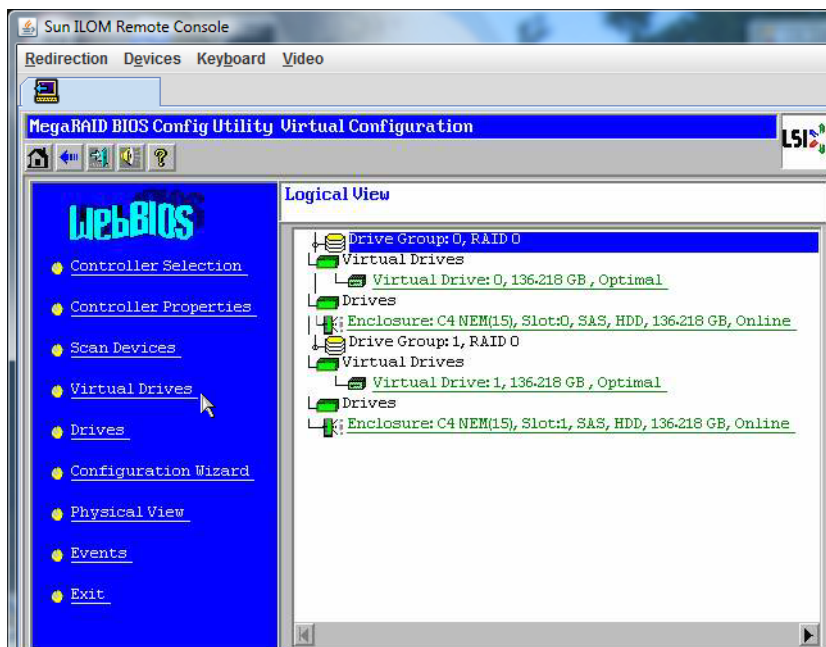 Sun ILOM Remote Console
Redirection Devices Keyboard Video
MegaRAID BIOS Config Utility Virtual Configuration
LSI
?
WebBIOS
Logical View
Controller Selection
Controller Properties
Scan Devices
Virtual Drives
Drives
Configuration Wizard
Physical View
Events
Exit
Drive Group: 0, RAID 0
Virtual Drives
Virtual Drive: 0, 136.218 GB, Optimal
Drives
Enclosure: C4 NEM(15), Slot:0, SAS, HDD, 136.218 GB, Online
Drive Group: 1, RAID 0
Virtual Drives
Virtual Drive: 1, 136.218 GB, Optimal
Drives
Enclosure: C4 NEM(15), Slot:1, SAS, HDD, 136.218 GB, Online